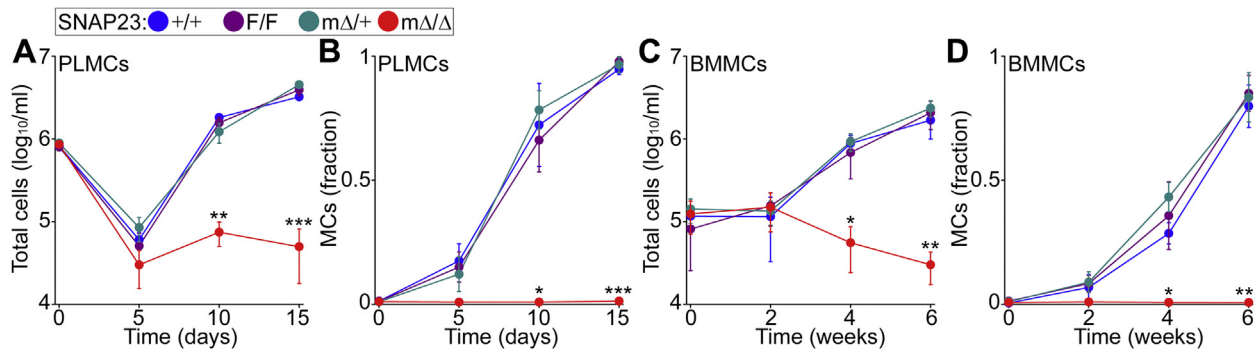 SNAP23: +/+ F/F mΔ/+ mΔ/Δ
A
PLMCs
Total cells (log10/ml)
7
6
5
4
**
***
0 5 10 15
Time (days)
B
PLMCs
MCs (fraction)
1
0.5
0
*
***
0 5 10 15
Time (days)
C
BMMCs
Total cells (log10/ml)
7
6
5
4
*
**
0 2 4 6
Time (weeks)
D
BMMCs
MCs (fraction)
1
0.5
0
*
**
0 2 4 6
Time (weeks)